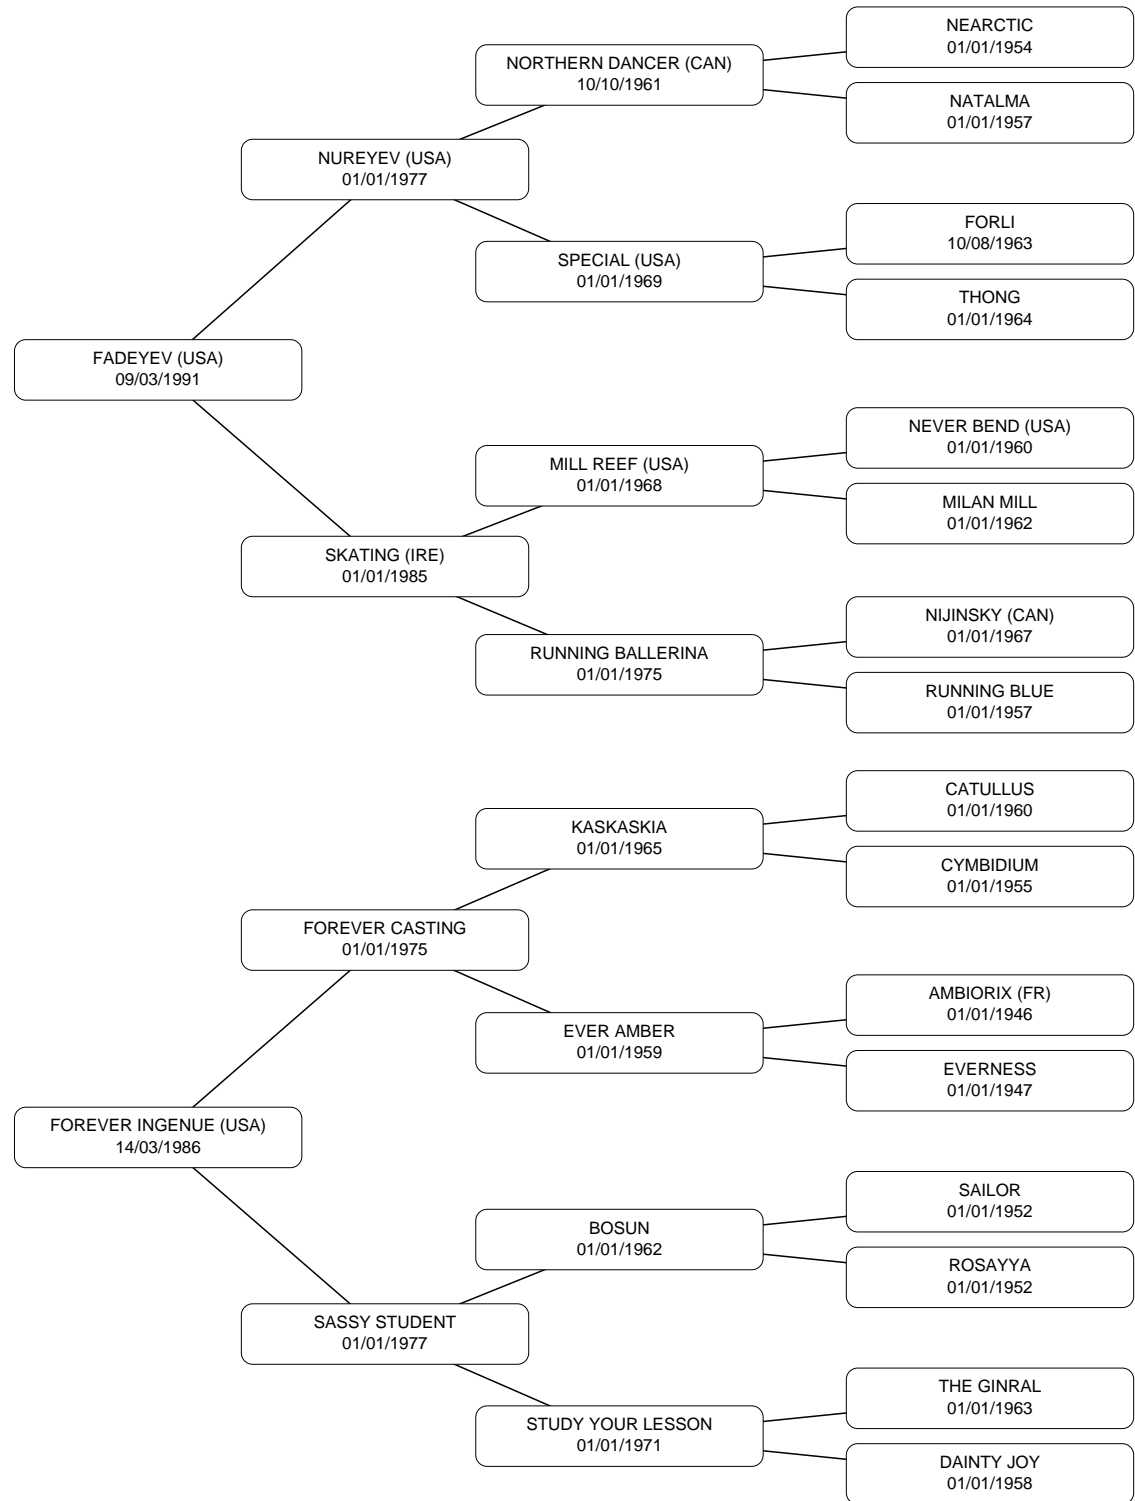 NEARCTIC
01/01/1954
NORTHERN DANCER (CAN)
10/10/1961
NATALMA
01/01/1957
NUREYEV (USA)
01/01/1977
FORLI
10/08/1963
SPECIAL (USA)
01/01/1969
THONG
01/01/1964
FADEYEV (USA)
09/03/1991
NEVER BEND (USA)
01/01/1960
MILL REEF (USA)
01/01/1968
MILAN MILL
01/01/1962
SKATING (IRE)
01/01/1985
NIJINSKY (CAN)
01/01/1967
RUNNING BALLERINA
01/01/1975
RUNNING BLUE
01/01/1957
CATULLUS
01/01/1960
KASKASKIA
01/01/1965
CYMBIDIUM
01/01/1955
FOREVER CASTING
01/01/1975
AMBIORIX (FR)
01/01/1946
EVER AMBER
01/01/1959
EVERNESS
01/01/1947
FOREVER INGENUE (USA)
14/03/1986
SAILOR
01/01/1952
BOSUN
01/01/1962
ROSAYYA
01/01/1952
SASSY STUDENT
01/01/1977
THE GINRAL
01/01/1963
STUDY YOUR LESSON
01/01/1971
DAINTY JOY
01/01/1958